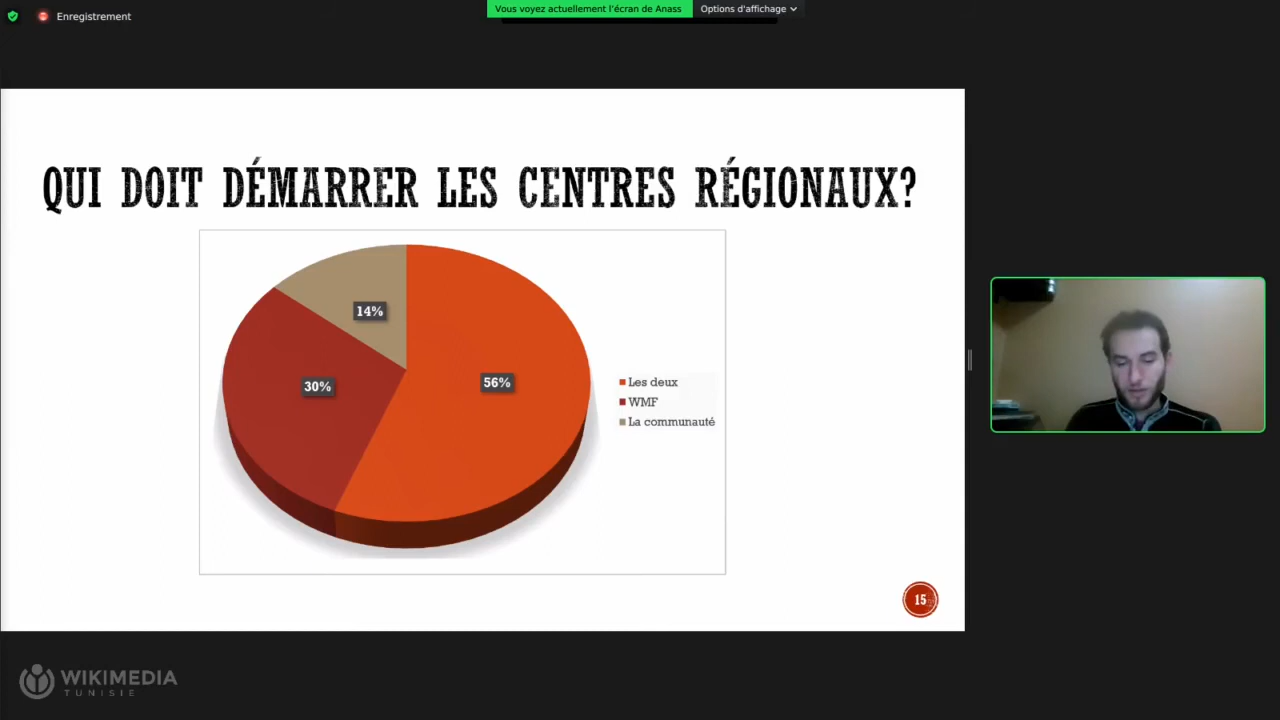 Enregistrement
Vous voyez actuellement l'écran de Anass
Options d'affichage
QUI DOIT DÉMARRER LES CENTRES RÉGIONAUX?
14%
30%
56%
Les deux
WMF
La communauté
15
WIKIMEDIA
TUNISIE